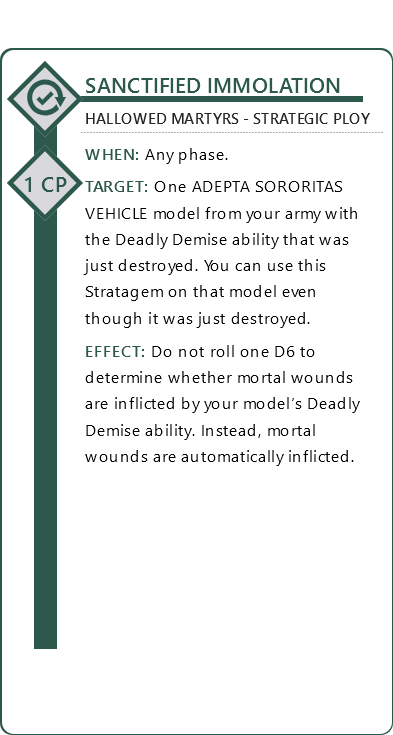 SANCTIFIED IMMOLATION
HALLOWED MARTYRS - STRATEGIC PLOY
WHEN: Any phase.
1 CP
TARGET: One ADEPTA SORORITAS
VEHICLE model from your army with
the Deadly Demise ability that was
just destroyed. You can use this
Stratagem on that model even
though it was just destroyed.
EFFECT: Do not roll one D6 to
determine whether mortal wounds
are inflicted by your model's Deadly
Demise ability. Instead, mortal
wounds are automatically inflicted.